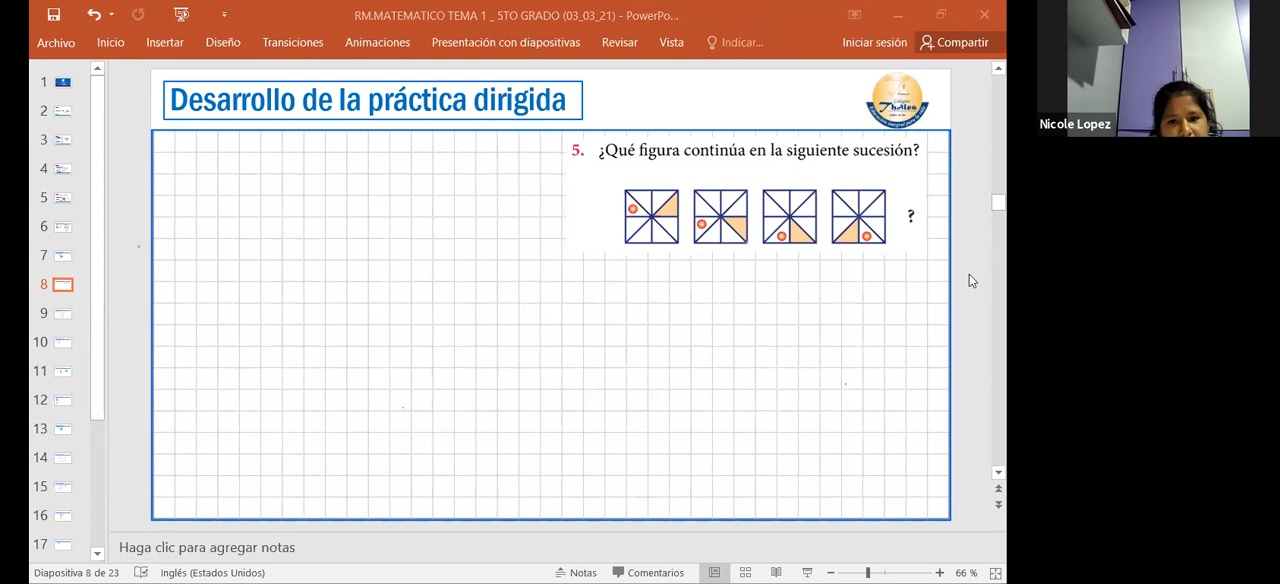 RM.MATEMATICO TEMA 1 _ 5TO GRADO (03_03_21) - PowerPo...
Archivo Inicio Insertar Diseño Transiciones Animaciones Presentación con diapositivas Revisar Vista Indicar... Iniciar sesión Compartir
1
2
3
4
5
6
7
8
9
10
11
12
13
14
15
16
17
Desarrollo de la práctica dirigida
Thales
5. ¿Qué figura continúa en la siguiente sucesión?
?
Nicole Lopez
Haga clic para agregar notas
Diapositiva 8 de 23 Inglés (Estados Unidos) Notas Comentarios 66 %